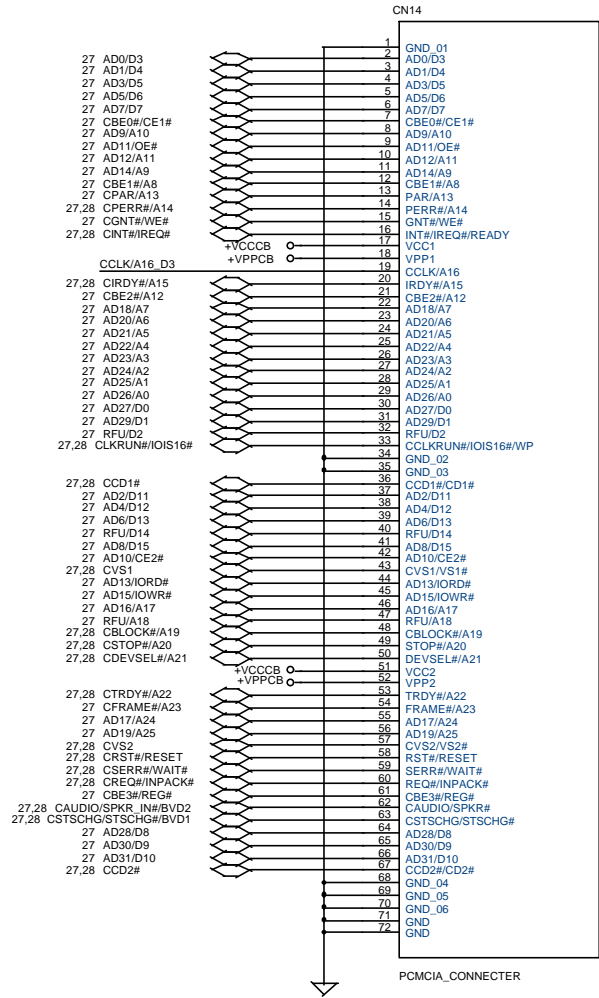 CN14
1 GND_01
27 AD0/D3 2 AD0/D3
27 AD1/D4 3 AD1/D4
27 AD3/D5 4 AD3/D5
27 AD5/D6 5 AD5/D6
27 AD7/D7 6 AD7/D7
27 CBE0#/CE1# 7 CBE0#/CE1#
27 AD9/A10 8 AD9/A10
27 AD11/OE# 9 AD11/OE#
27 AD12/A11 10 AD12/A11
27 AD14/A9 11 AD14/A9
27 CBE1#/A8 12 CBE1#/A8
27 CPAR/A13 13 PAR/A13
27,28 CPERR#/A14 14 PERR#/A14
27 CGNT#/WE# 15 GNT#/WE#
27,28 CINT#/IREQ# 16 INT#/IREQ#/READY
+VCCCB 17 VCC1
+VPPCB 18 VPP1
CCLK/A16_D3 19 CCLK/A16
27,28 CIRDY#/A15 20 IRDY#/A15
27 CBE2#/A12 21 CBE2#/A12
27 AD18/A7 22 AD18/A7
27 AD20/A6 23 AD20/A6
27 AD21/A5 24 AD21/A5
27 AD22/A4 25 AD22/A4
27 AD23/A3 26 AD23/A3
27 AD24/A2 27 AD24/A2
27 AD25/A1 28 AD25/A1
27 AD26/A0 29 AD26/A0
27 AD27/D0 30 AD27/D0
27 AD29/D1 31 AD29/D1
27 RFU/D2 32 RFU/D2
27,28 CLKRUN#/IOIS16# 33 CCLKRUN#/IOIS16#/WP
34 GND_02
35 GND_03
27,28 CCD1# 36 CCD1#/CD1#
27 AD2/D11 37 AD2/D11
27 AD4/D12 38 AD4/D12
27 AD6/D13 39 AD6/D13
27 RFU/D14 40 RFU/D14
27 AD8/D15 41 AD8/D15
27 AD10/CE2# 42 AD10/CE2#
27,28 CVS1 43 CVS1/VS1#
27 AD13/IORD# 44 AD13/IORD#
27 AD15/IOWR# 45 AD15/IOWR#
27 AD16/A17 46 AD16/A17
27 RFU/A18 47 RFU/A18
27,28 CBLOCK#/A19 48 CBLOCK#/A19
27,28 CSTOP#/A20 49 STOP#/A20
27,28 CDEVSEL#/A21 50 DEVSEL#/A21
+VCCCB 51 VCC2
+VPPCB 52 VPP2
27,28 CTRDY#/A22 53 TRDY#/A22
27 CFRAME#/A23 54 FRAME#/A23
27 AD17/A24 55 AD17/A24
27 AD19/A25 56 AD19/A25
27,28 CVS2 57 CVS2/VS2#
27,28 CRST#/RESET 58 RST#/RESET
27,28 CSERR#/WAIT# 59 SERR#/WAIT#
27,28 CREQ#/INPACK# 60 REQ#/INPACK#
27 CBE3#/REG# 61 CBE3#/REG#
27,28 CAUDIO/SPKR_IN#/BVD2 62 CAUDIO/SPKR#
27,28 CSTSCHG/STSCHG#/BVD1 63 CSTSCHG/STSCHG#
27 AD28/D8 64 AD28/D8
27 AD30/D9 65 AD30/D9
27 AD31/D10 66 AD31/D10
27,28 CCD2# 67 CCD2#/CD2#
68 GND_04
69 GND_05
70 GND_06
71 GND
72 GND
PCMCIA_CONNECTER